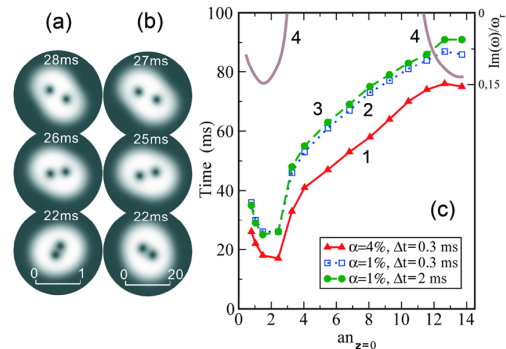 (a)
(b)
28ms
27ms
26ms
25ms
22ms
22ms
0 1
0 20
100
80
60
40
20
0
Time (ms)
0 2 4 6 8 10 12 14
an z=0
0
0,15
Im(ω)/ω r
4
4
3
2
1
(c)
α=4%, Δt=0.3 ms
α=1%, Δt=0.3 ms
α=1%, Δt=2 ms